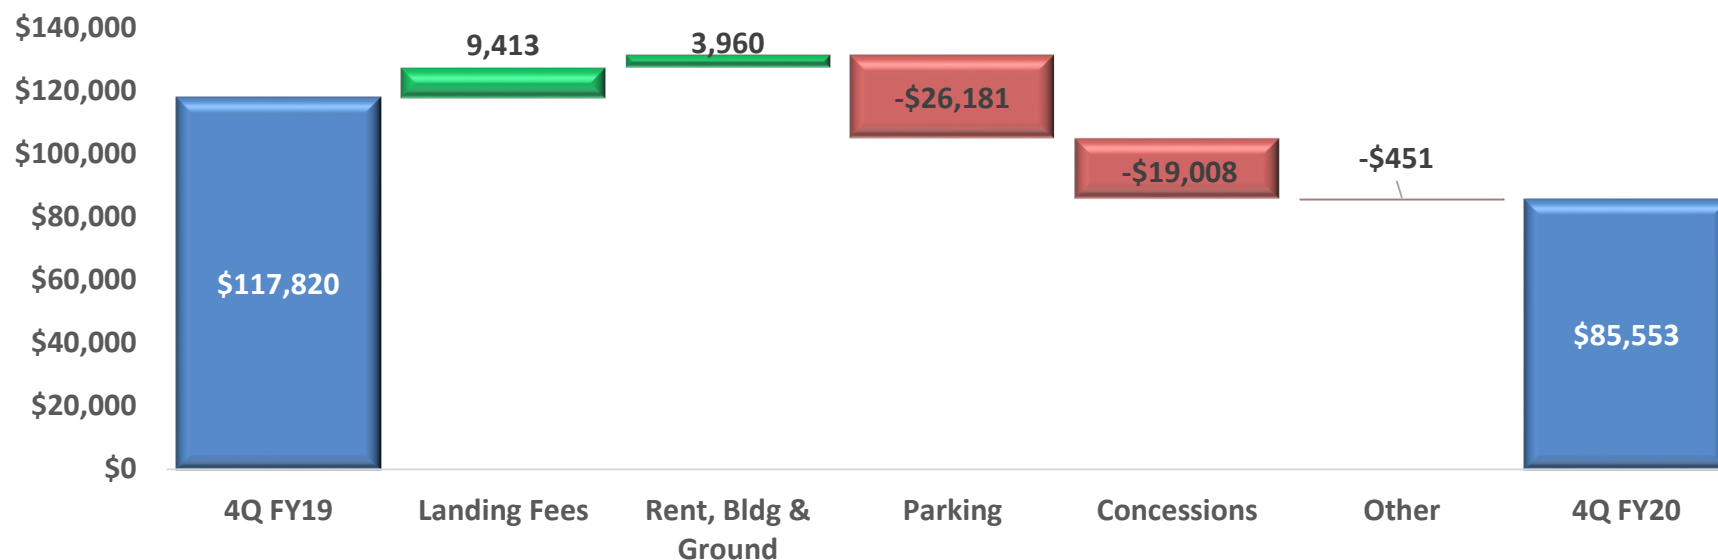 $140,000
$120,000
$100,000
$80,000
$60,000
$40,000
$20,000
$0
$117,820
9,413
3,960
-$26,181
-$19,008
-$451
$85,553
4Q FY19
Landing Fees
Rent, Bldg &
Ground
Parking
Concessions
Other
4Q FY20